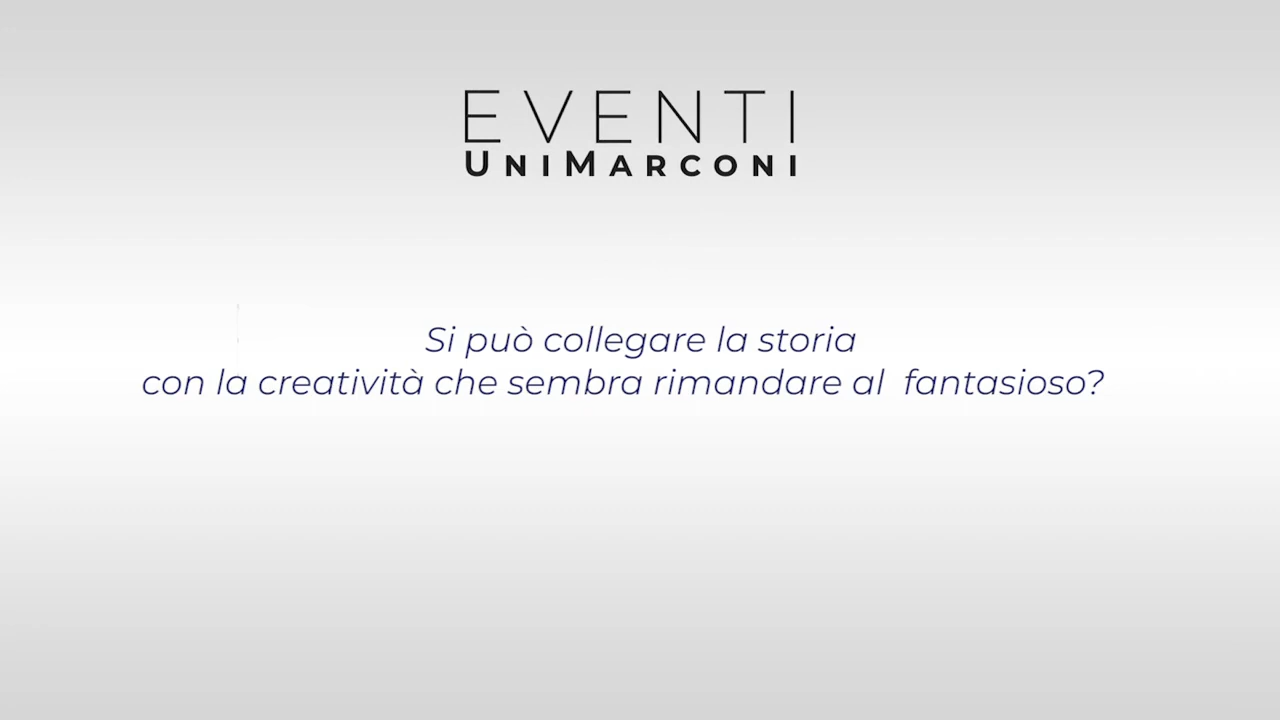 EVENTI
UNIMARCONI
Si può collegare la storia
con la creatività che sembra rimandare al fantasioso?